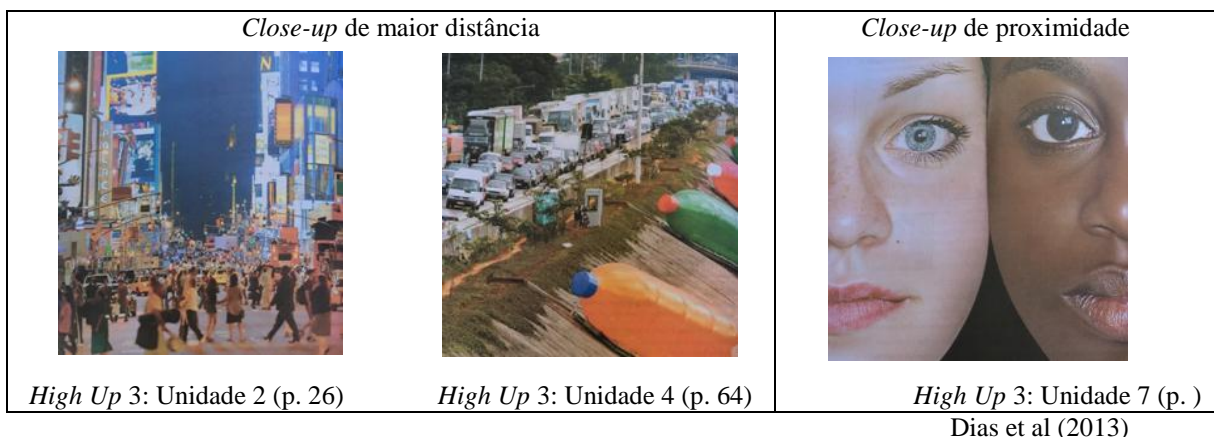 Close-up de maior distância
Close-up de proximidade
High Up 3: Unidade 2 (p. 26)
High Up 3: Unidade 4 (p. 64)
High Up 3: Unidade 7 (p. )
Dias et al (2013)